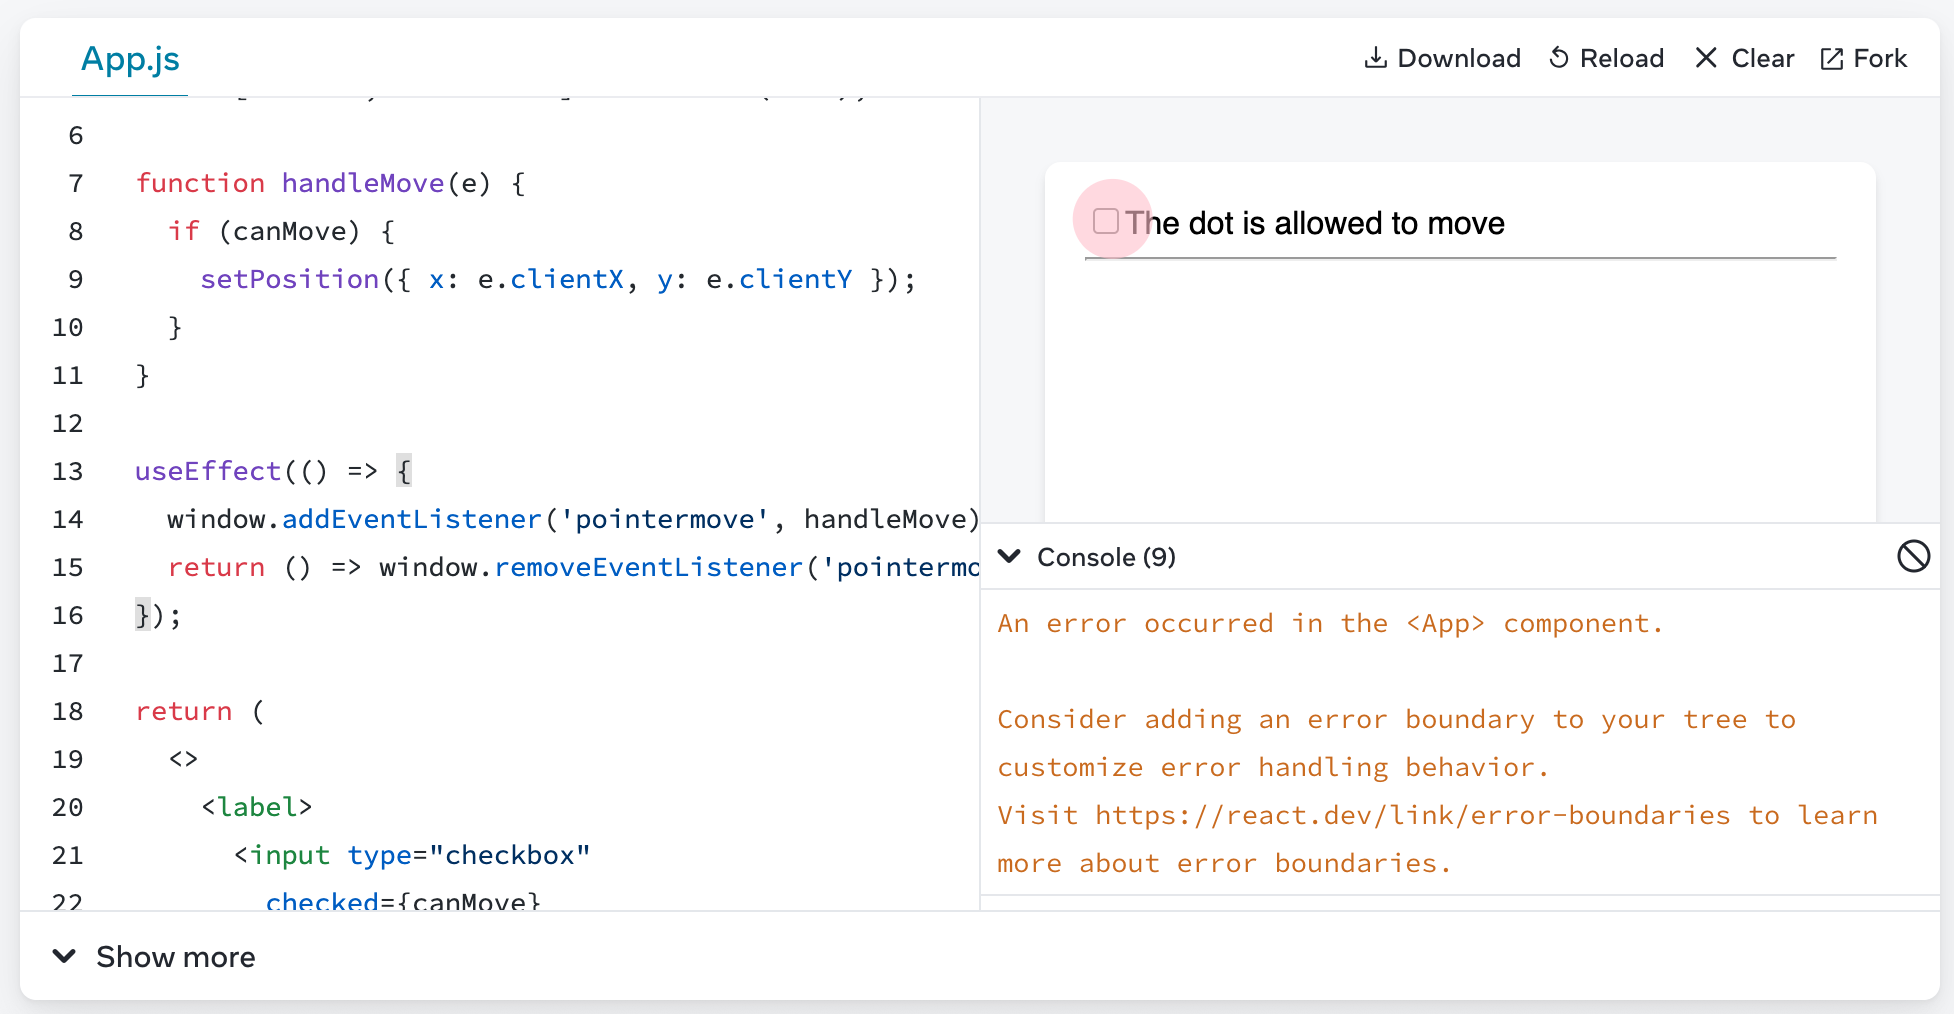 App.js
Download
Reload
Clear
Fork
6
7 function handleMove(e) {
8 if (canMove) {
9 setPosition({ x: e.clientX, y: e.clientY });
10 }
11 }
12
13 useEffect(() => {
14 window.addEventListener('pointermove', handleMove)
15 return () => window.removeEventListener('pointermo
16 });
17
18 return (
19 <>
20 <label>
21 <input type="checkbox"
22 checked={canMove}
Show more
The dot is allowed to move
Console (9)
An error occurred in the <App> component.
Consider adding an error boundary to your tree to
customize error handling behavior.
Visit https://react.dev/link/error-boundaries to learn
more about error boundaries.